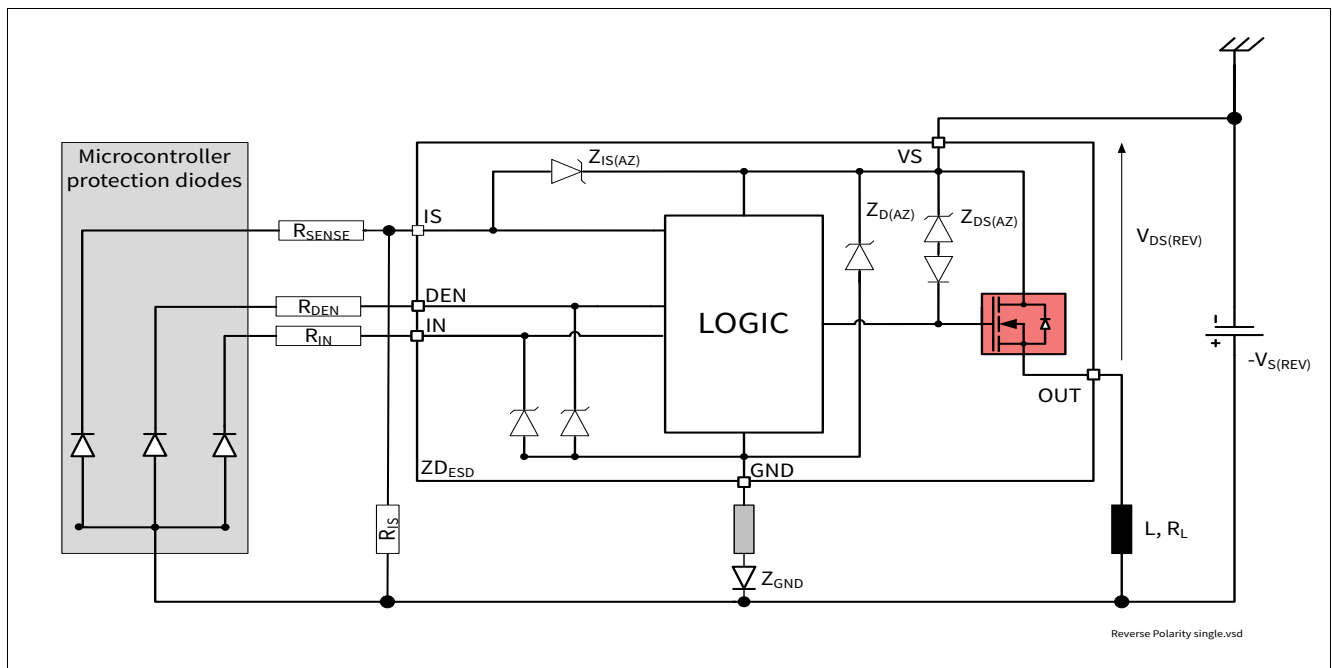 Microcontroller
protection diodes
Z_IS(AZ)
VS
IS
R_SENSE
Z_D(AZ)
Z_DS(AZ)
V_DS(REV)
DEN
R_DEN
IN
R_IN
LOGIC
-
+
-V_S(REV)
OUT
ZD_ESD
GND
R_IS
L, R_L
Z_GND
Reverse Polarity single.vsd